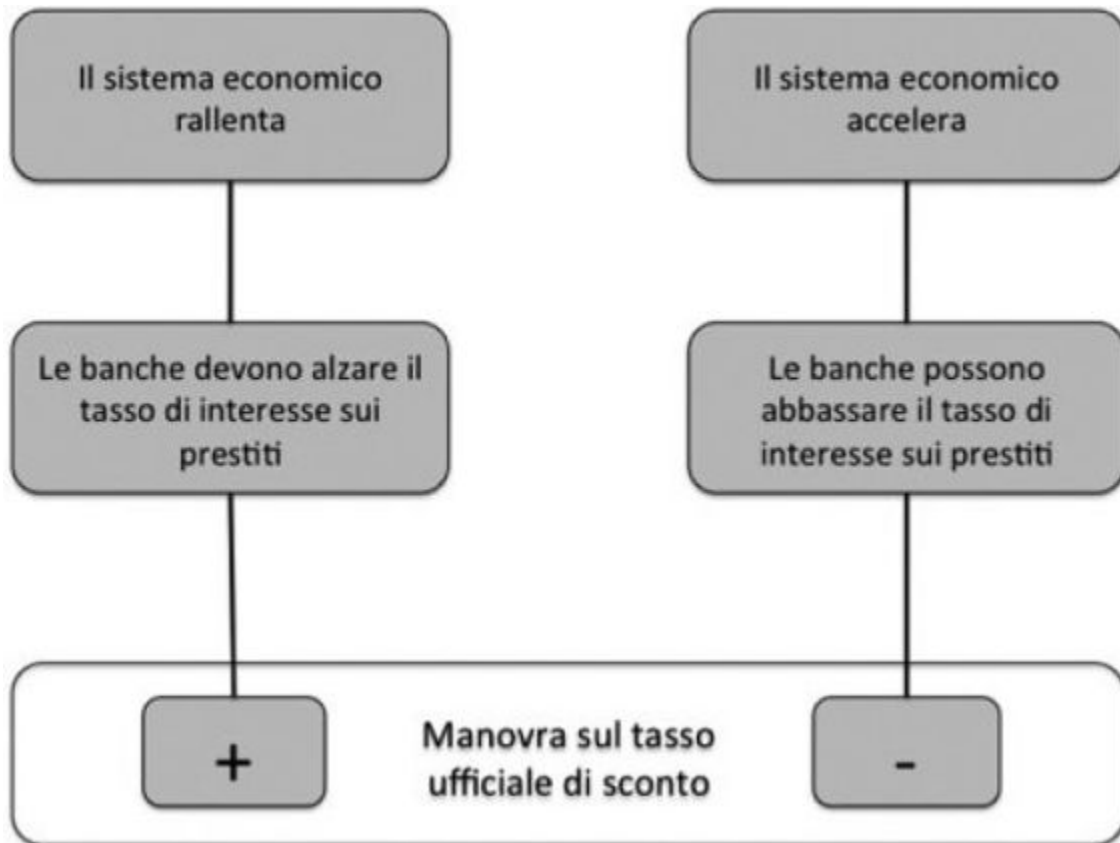 Il sistema economico
rallenta
Il sistema economico
accelera
Le banche devono alzare il
tasso di interesse sui
prestiti
Le banche possono
abbassare il tasso di
interesse sui prestiti
+
Manovra sul tasso
ufficiale di sconto
-